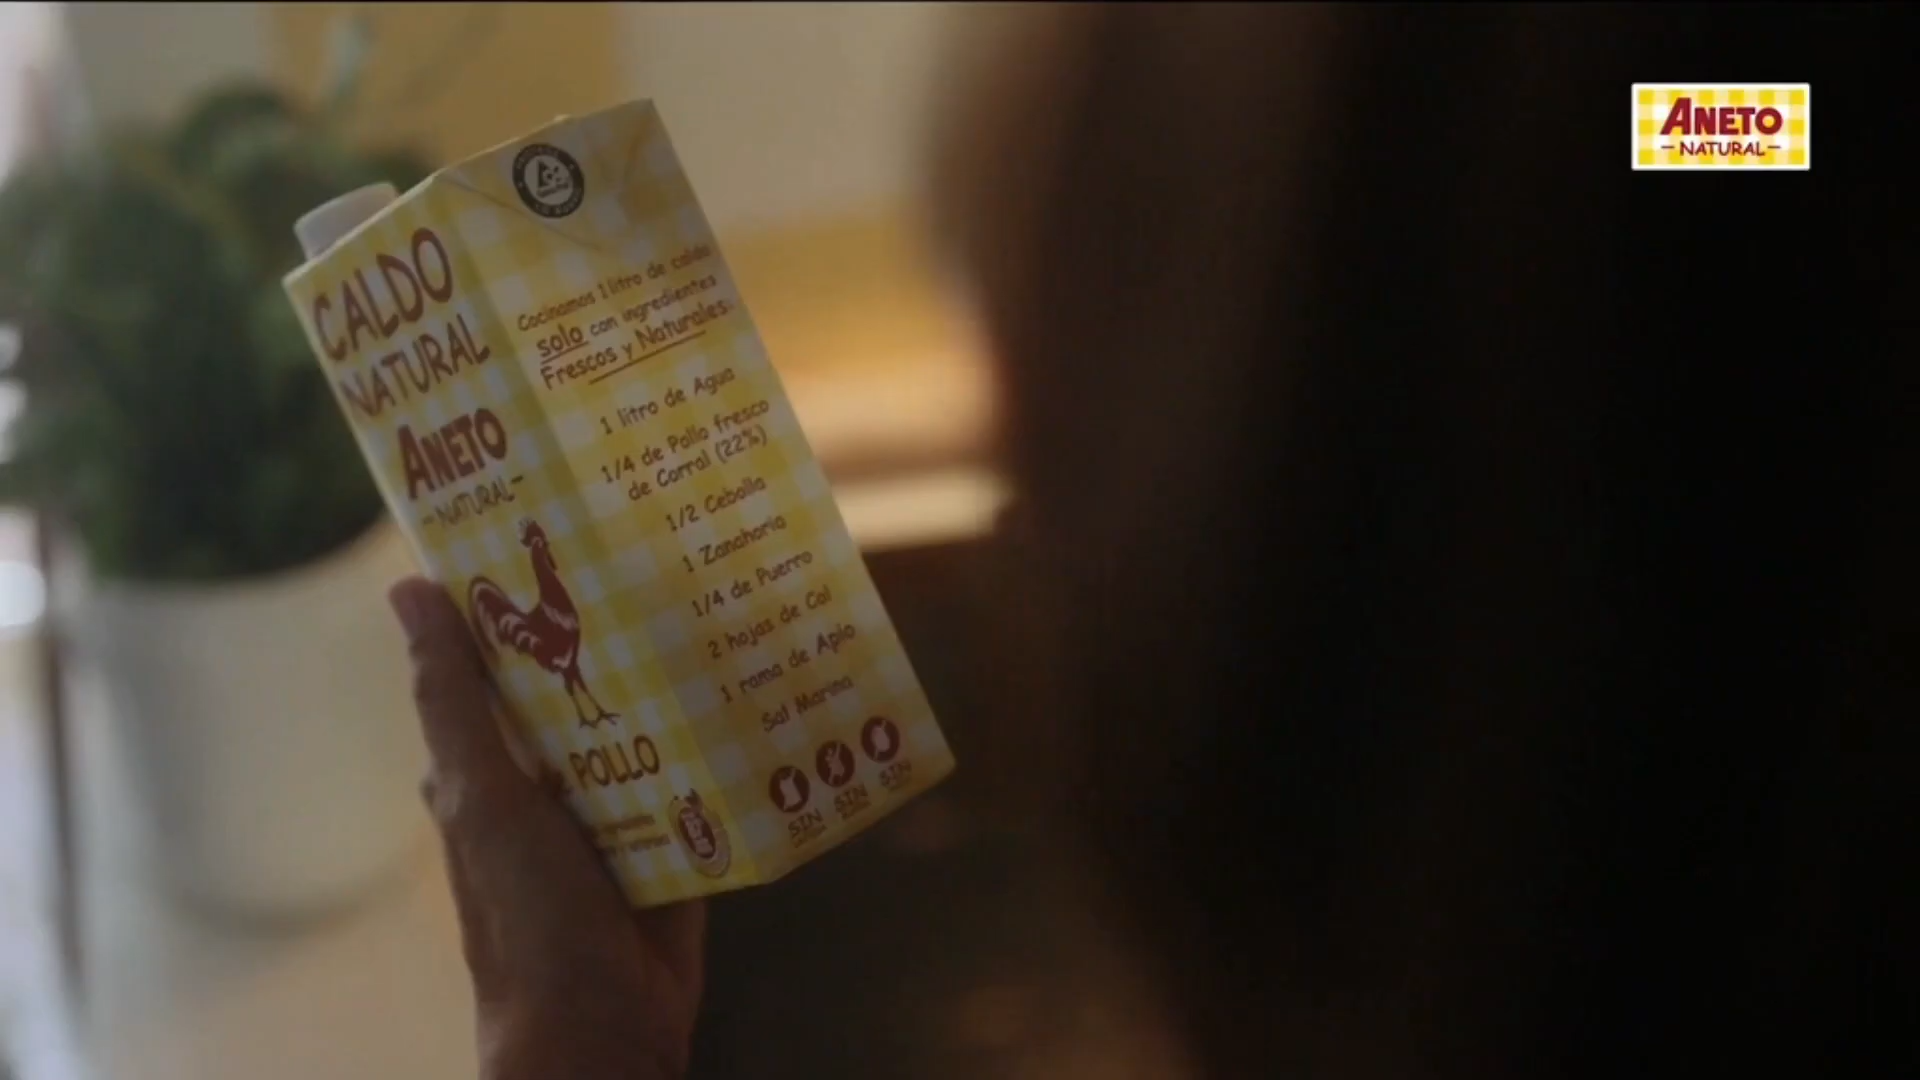 ANETO
-NATURAL-
CALDO
NATURAL
ANETO
-NATURAL-
POLLO
Cocinamos 1 litro de caldo
solo con ingredientes
Frescos y Naturales:
1 litro de Agua
1/4 de Pollo fresco
de Corral (22%)
1/2 Cebolla
1 Zanahoria
1/4 de Puerro
2 hojas de Col
1 rama de Apio
Sal Marina
SIN
SIN
SIN